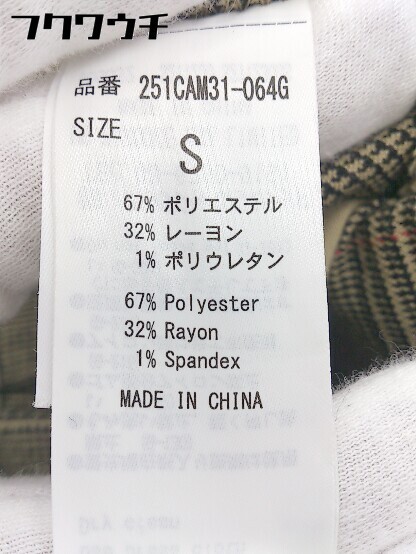 フクワウチ
品番 251CAM31-064G
SIZE
S
67% ポリエステル
32% レーヨン
1% ポリウレタン
67% Polyester
32% Rayon
1% Spandex
MADE IN CHINA